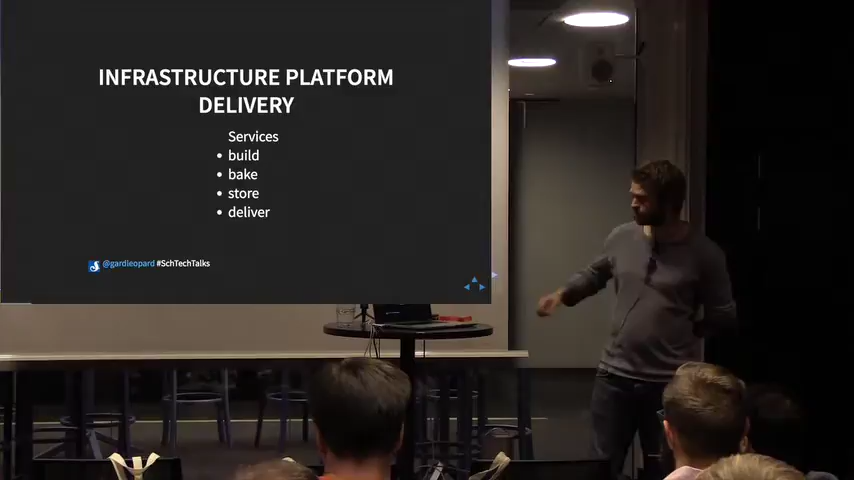 INFRASTRUCTURE PLATFORM
DELIVERY
Services
build
bake
store
deliver
@gardleopard #SchTechTalks